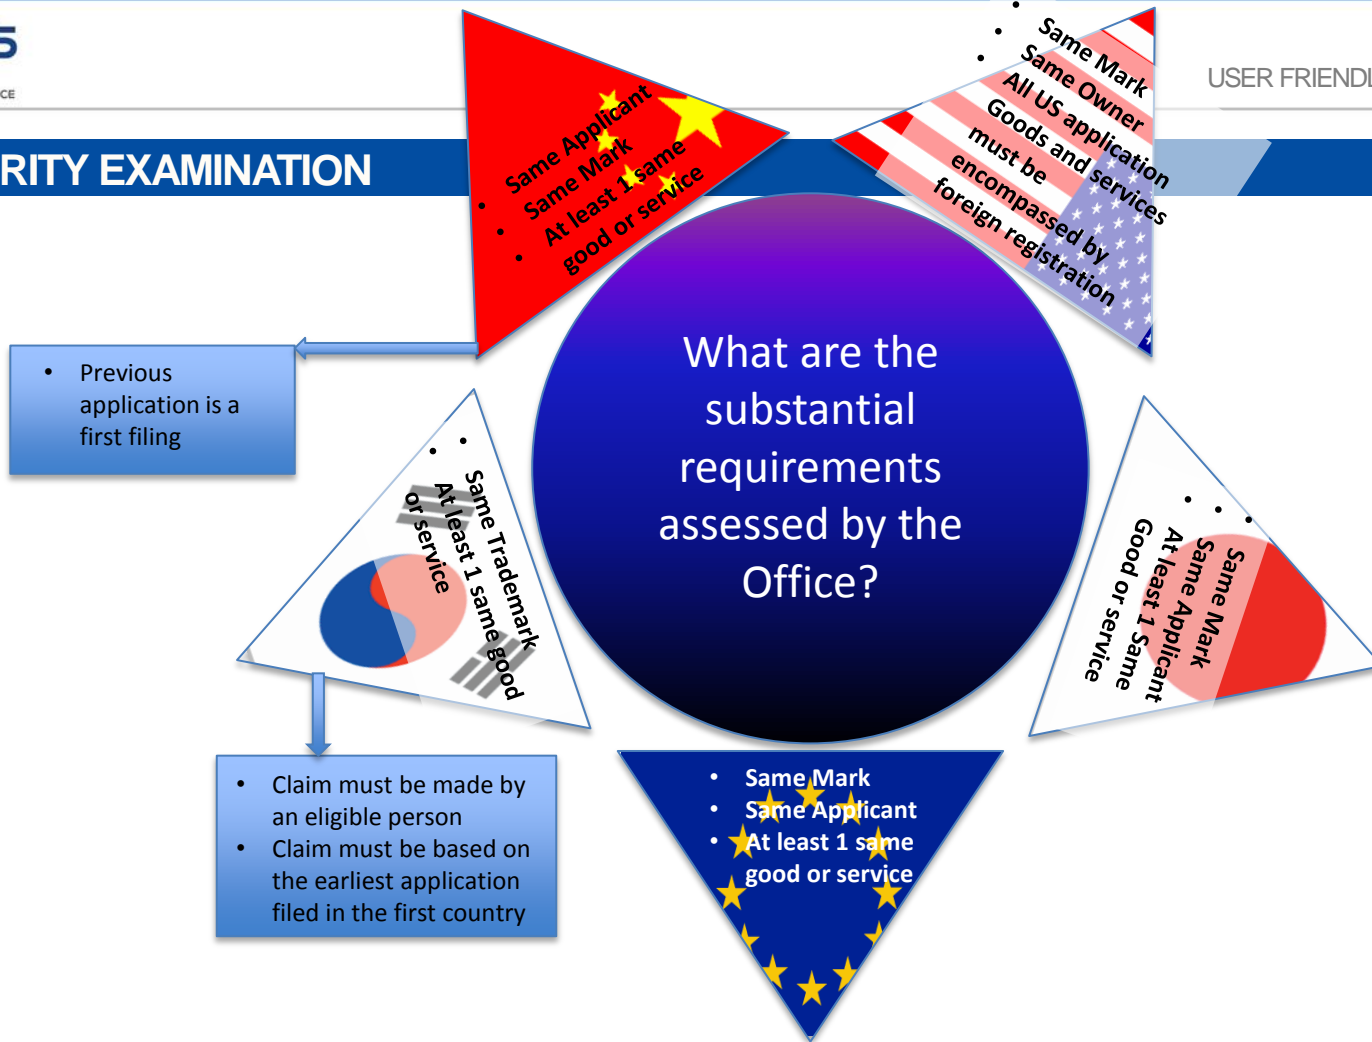 5
CE
USER FRIENDL
RITY EXAMINATION
• Same Applicant
• Same Mark
• At least 1 same
good or service
• Same Mark
• Same Owner
• All US application
Goods and services
must be
encompassed by
foreign registration
What are the
substantial
requirements
assessed by the
Office?
• Previous
application is a
first filing
• Same Trademark
• At least 1 same good
or service
• Same Mark
• Same Applicant
• At least 1 Same
Good or service
• Claim must be made by
an eligible person
• Claim must be based on
the earliest application
filed in the first country
• Same Mark
• Same Applicant
• At least 1 same
good or service